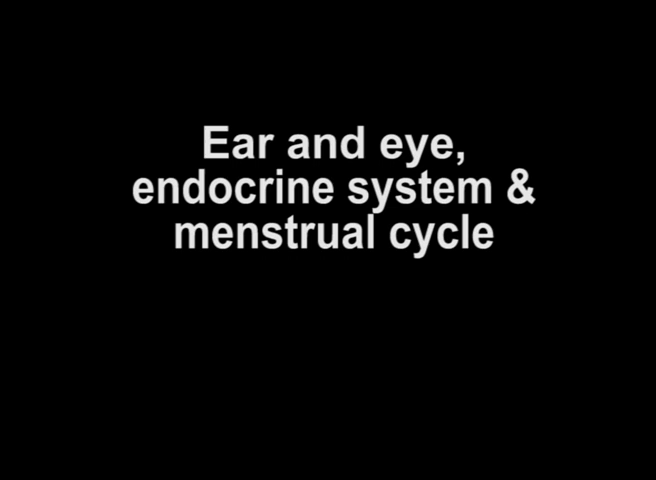 Ear and eye,
endocrine system &
menstrual cycle